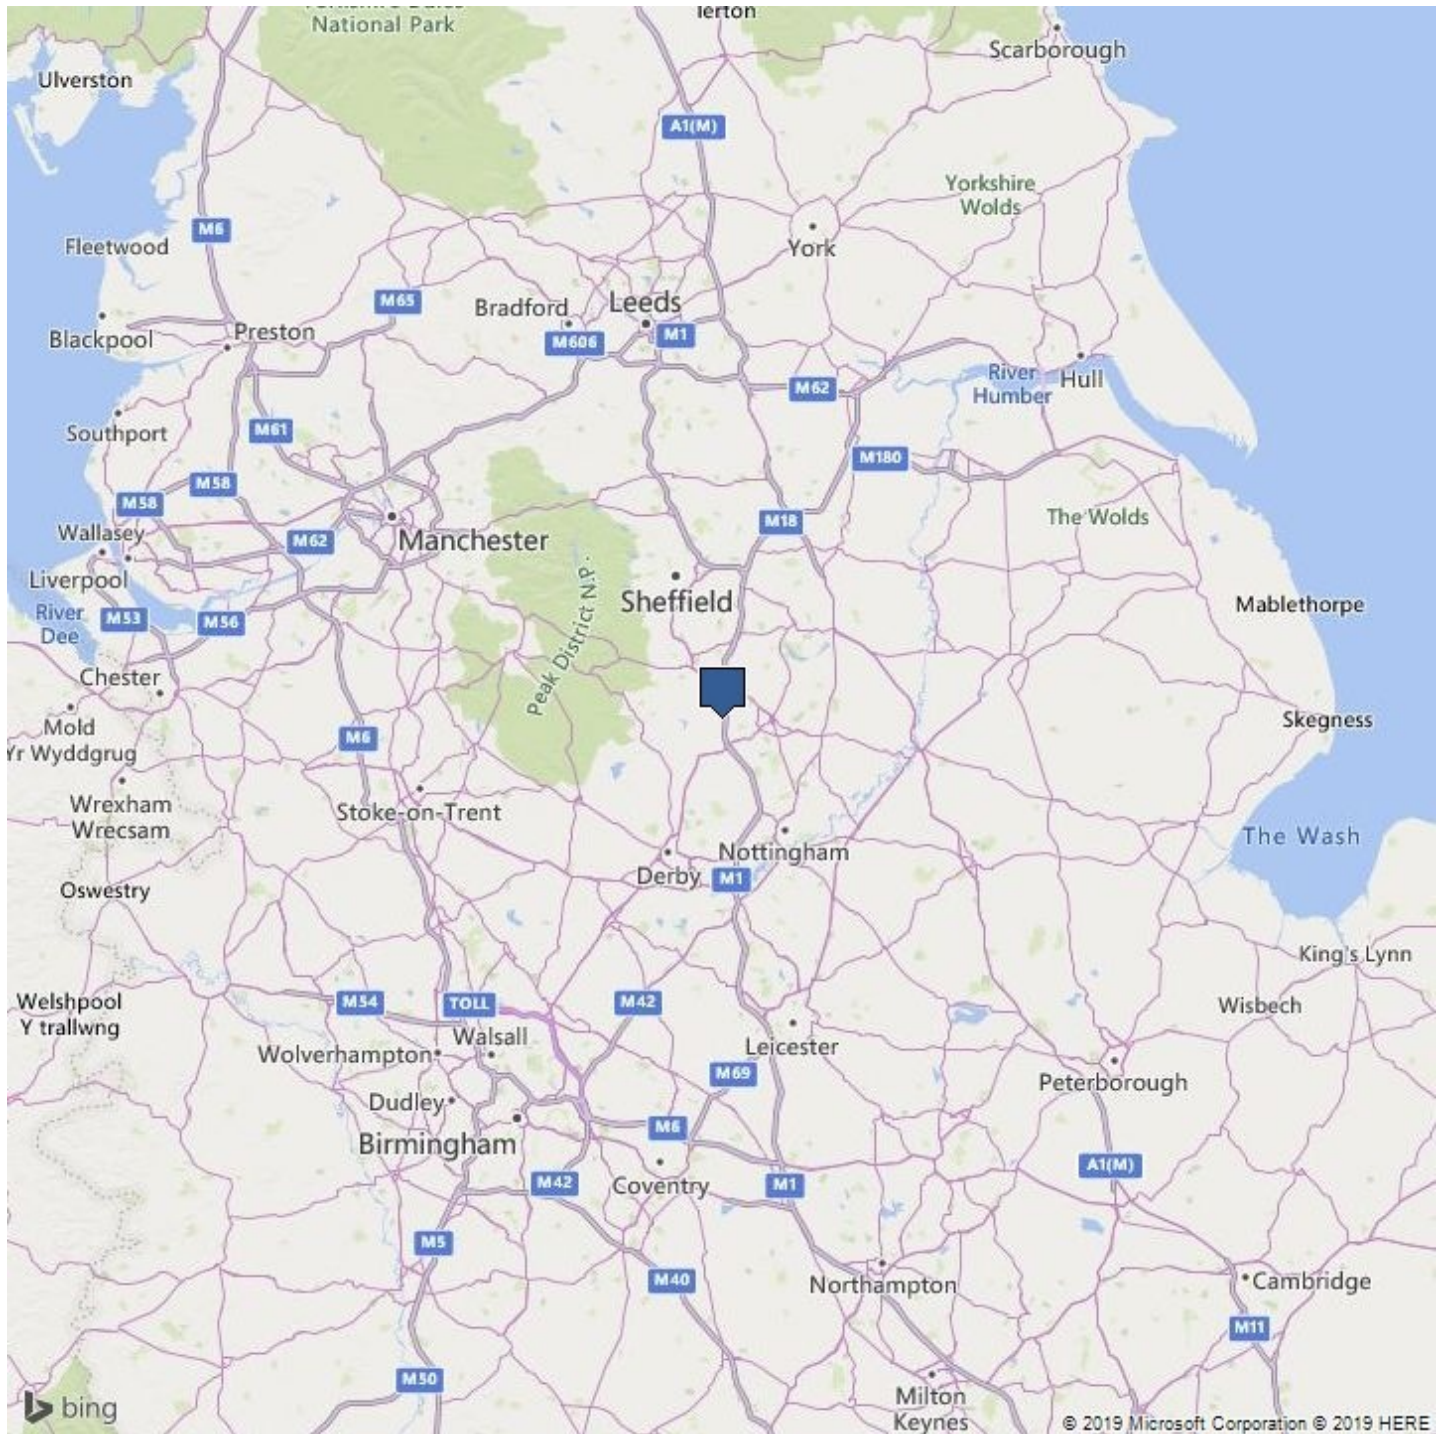 National Park
Scarborough
Ulverston
A1(M)
Yorkshire
Wolds
M6
Fleetwood
York
M65
Bradford
Leeds
Blackpool
Preston
M606
M1
River
Humber
Hull
M62
Southport
M61
M180
M58
M58
M18
The Wolds
Wallasey
M62
Manchester
Liverpool
Sheffield
Mablethorpe
River
Dee
M53
M56
Peak District N.P.
Chester
Mold
Yr Wyddgrug
Skegness
M6
Wrexham
Wrecsam
Stoke-on-Trent
The Wash
Nottingham
Derby
M1
Oswestry
King's Lynn
Welshpool
Y trallwng
M54
TOLL
M42
Wisbech
Walsall
Wolverhampton
Leicester
M69
Peterborough
Dudley
Birmingham
M6
A1(M)
M42
Coventry
M1
M5
M40
Northampton
Cambridge
M11
M50
Milton
Keynes
bing
© 2019 Microsoft Corporation © 2019 HERE